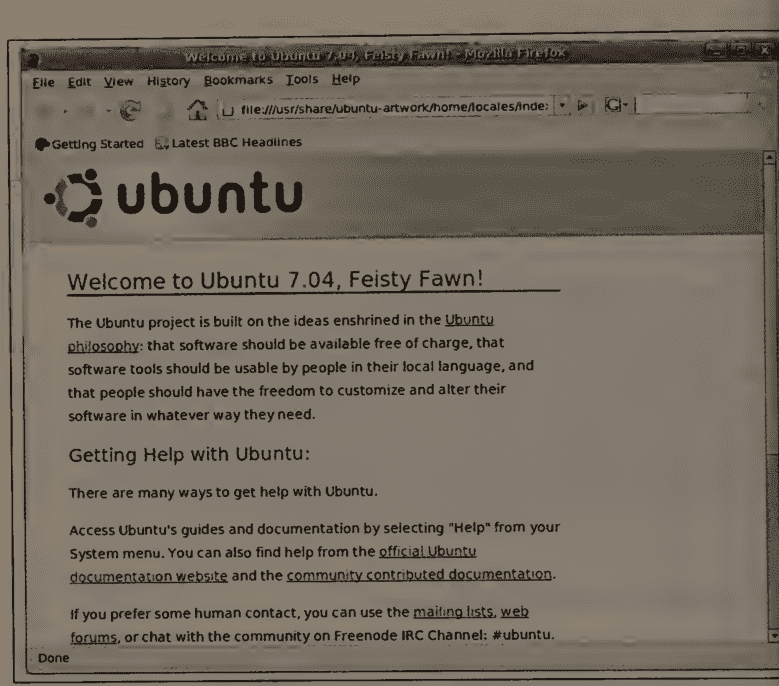 Welcome to Ubuntu 7.04, Feisty Fawn! - Mozilla Firefox
File Edit View History Bookmarks Tools Help
file:///usr/share/ubuntu-artwork/home/locales/inde: G
Getting Started Latest BBC Headlines
ubuntu
Welcome to Ubuntu 7.04, Feisty Fawn!
The Ubuntu project is built on the ideas enshrined in the Ubuntu
philosophy: that software should be available free of charge, that
software tools should be usable by people in their local language, and
that people should have the freedom to customize and alter their
software in whatever way they need.
Getting Help with Ubuntu:
There are many ways to get help with Ubuntu.
Access Ubuntu's guides and documentation by selecting "Help" from your
System menu. You can also find help from the official Ubuntu
documentation website and the community contributed documentation.
If you prefer some human contact, you can use the mailing lists, web
forums, or chat with the community on Freenode IRC Channel: #ubuntu.
Done